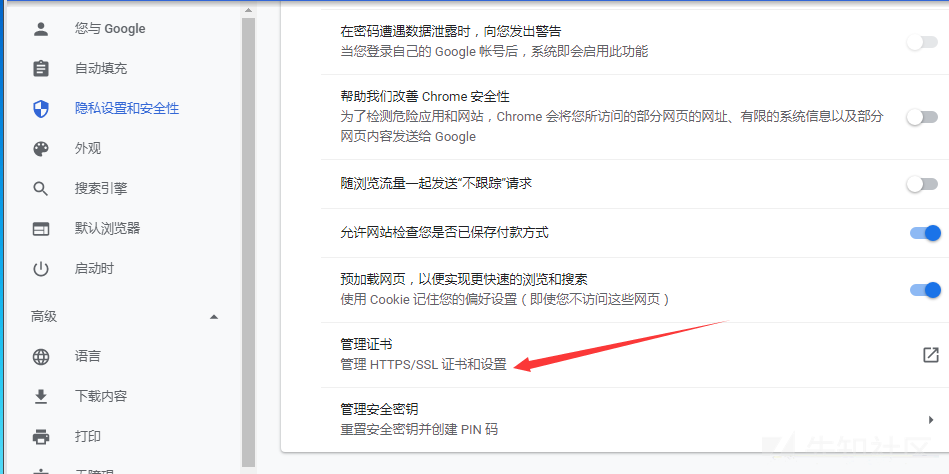 您与 Google
自动填充
隐私设置和安全性
外观
搜索引擎
默认浏览器
启动时
高级
语言
下载内容
打印
无障碍
在密码遭遇数据泄露时，向您发出警告
当您登录自己的 Google 帐号后，系统即会启用此功能
帮助我们改善 Chrome 安全性
为了检测危险应用和网站，Chrome 会将您所访问的部分网页的网址、有限的系统信息以及部分
网页内容发送给 Google
随浏览流量一起发送“不跟踪”请求
允许网站检查您是否已保存付款方式
预加载网页，以便实现更快速的浏览和搜索
使用 Cookie 记住您的偏好设置（即使您不访问这些网页）
管理证书
管理 HTTPS/SSL 证书和设置
管理安全密钥
重置安全密钥并创建 PIN 码
先知社区